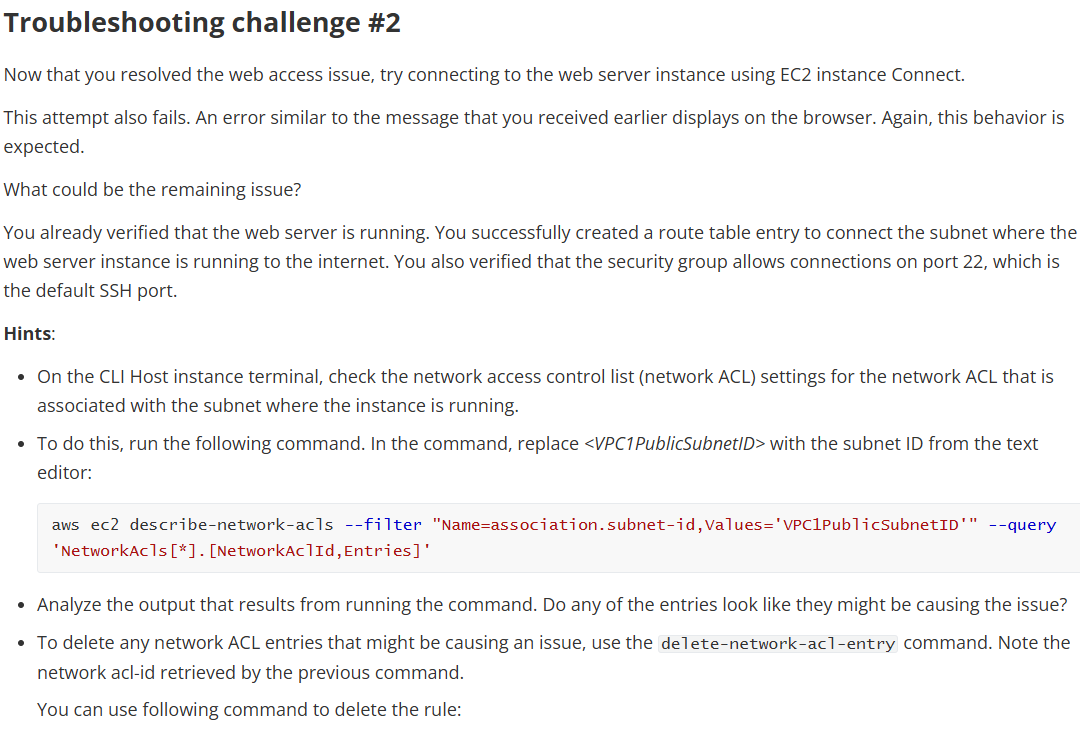 Troubleshooting challenge #2
Now that you resolved the web access issue, try connecting to the web server instance using EC2 instance Connect.
This attempt also fails. An error similar to the message that you received earlier displays on the browser. Again, this behavior is
expected.
What could be the remaining issue?
You already verified that the web server is running. You successfully created a route table entry to connect the subnet where the
web server instance is running to the internet. You also verified that the security group allows connections on port 22, which is
the default SSH port.
Hints:
• On the CLI Host instance terminal, check the network access control list (network ACL) settings for the network ACL that is
associated with the subnet where the instance is running.
• To do this, run the following command. In the command, replace <VPC1PublicSubnetID> with the subnet ID from the text
editor:
aws ec2 describe-network-acls --filter "Name=association.subnet-id,Values='VPC1PublicSubnetID'" --query
'NetworkAcls[*].[NetworkAclId,Entries]'
• Analyze the output that results from running the command. Do any of the entries look like they might be causing the issue?
• To delete any network ACL entries that might be causing an issue, use the delete-network-acl-entry command. Note the
network acl-id retrieved by the previous command.
You can use following command to delete the rule: